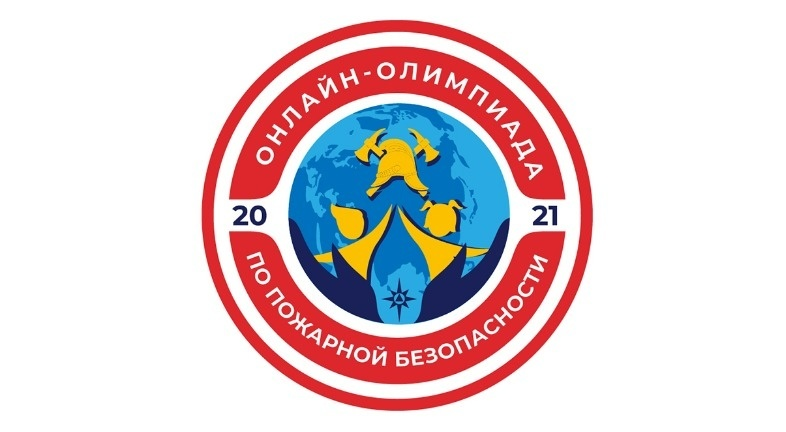 ОНЛАЙН-ОЛИМПИАДА
20 21
ПО ПОЖАРНОЙ БЕЗОПАСНОСТИ